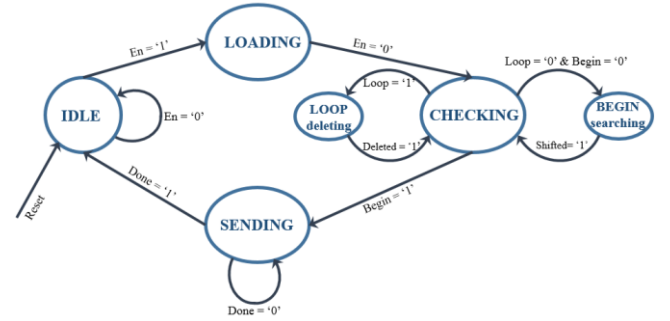 LOADING
En = ‘1’
En = ‘0’
Loop = ‘0’ & Begin = ‘0’
Loop = ‘1’
IDLE
En = ‘0’
LOOP
deleting
CHECKING
BEGIN
searching
Deleted = ‘1’
Shifted= ‘1’
Done = ‘1’
Begin = ‘1’
Reset
SENDING
Done = ‘0’